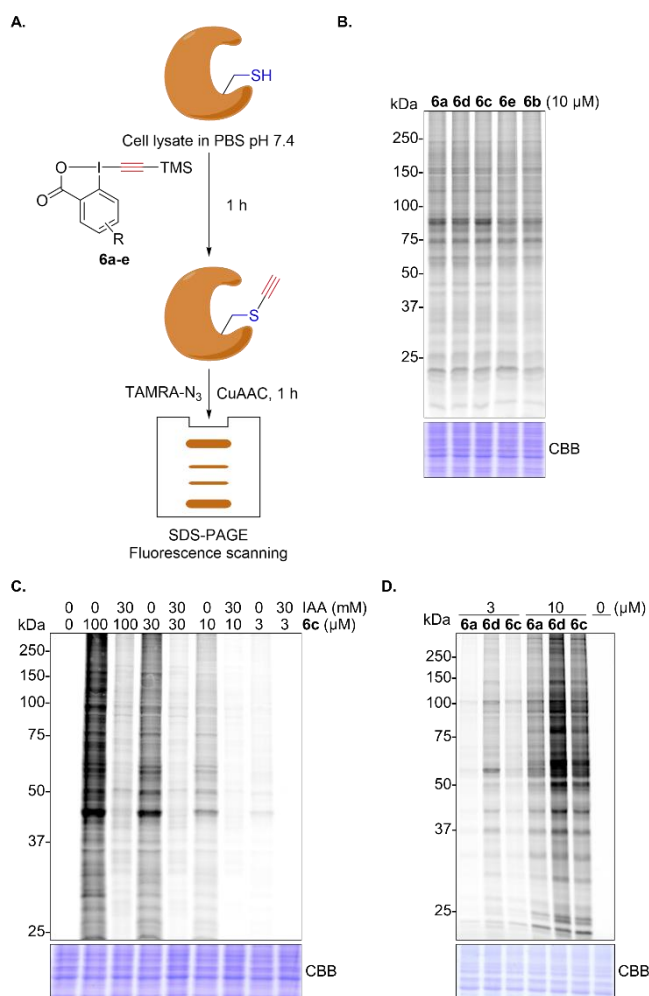 A.
SH
Cell lysate in PBS pH 7.4
O I TMS
O
R
6a-e
1 h
S
TAMRA-N3 CuAAC, 1 h
SDS-PAGE
Fluorescence scanning
B.
6a 6d 6c 6e 6b (10 µM)
kDa
250-
150-
100-
75-
50-
37-
25-
CBB
C.
0 0 30 0 30 0 30 0 30 IAA (mM)
0 100 100 30 30 10 10 3 3 6c (µM)
kDa
250-
150-
100-
75-
50-
37-
25-
CBB
D.
3 10 0 (µM)
6a 6d 6c 6a 6d 6c
kDa
250-
150-
100-
75-
50-
37-
25-
CBB